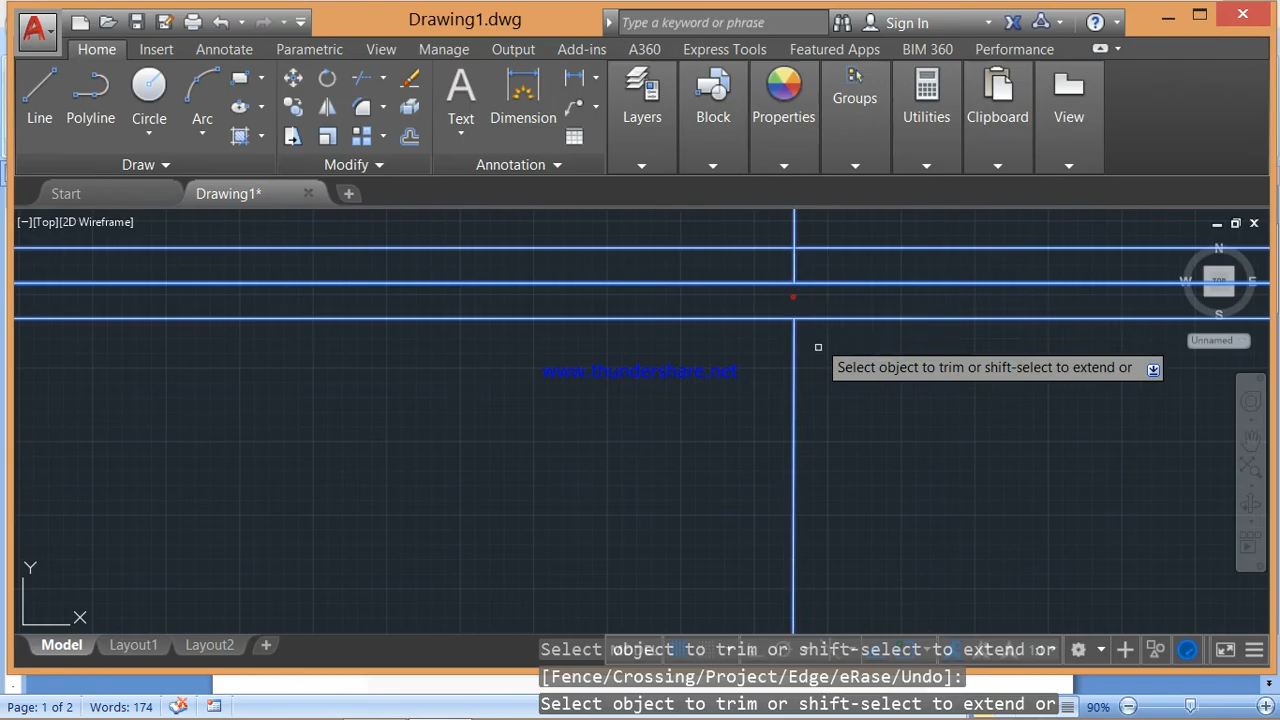 Drawing1.dwg
Type a keyword or phrase
Sign In
Home Insert Annotate Parametric View Manage Output Add-ins A360 Express Tools Featured Apps BIM 360 Performance
Line Polyline Circle Arc Text Dimension Layers Block Properties Groups Utilities Clipboard View
Draw Modify Annotation
Start Drawing1*
[−][Top][2D Wireframe]
N
W TOP E
S
Unnamed
Select object to trim or shift-select to extend or
www.thundershare.net
Y
X
Model Layout1 Layout2
Select object to trim or shift-select to extend or
[Fence/Crossing/Project/Edge/eRase/Undo]:
Select object to trim or shift-select to extend or
Page: 1 of 2 Words: 174 90%